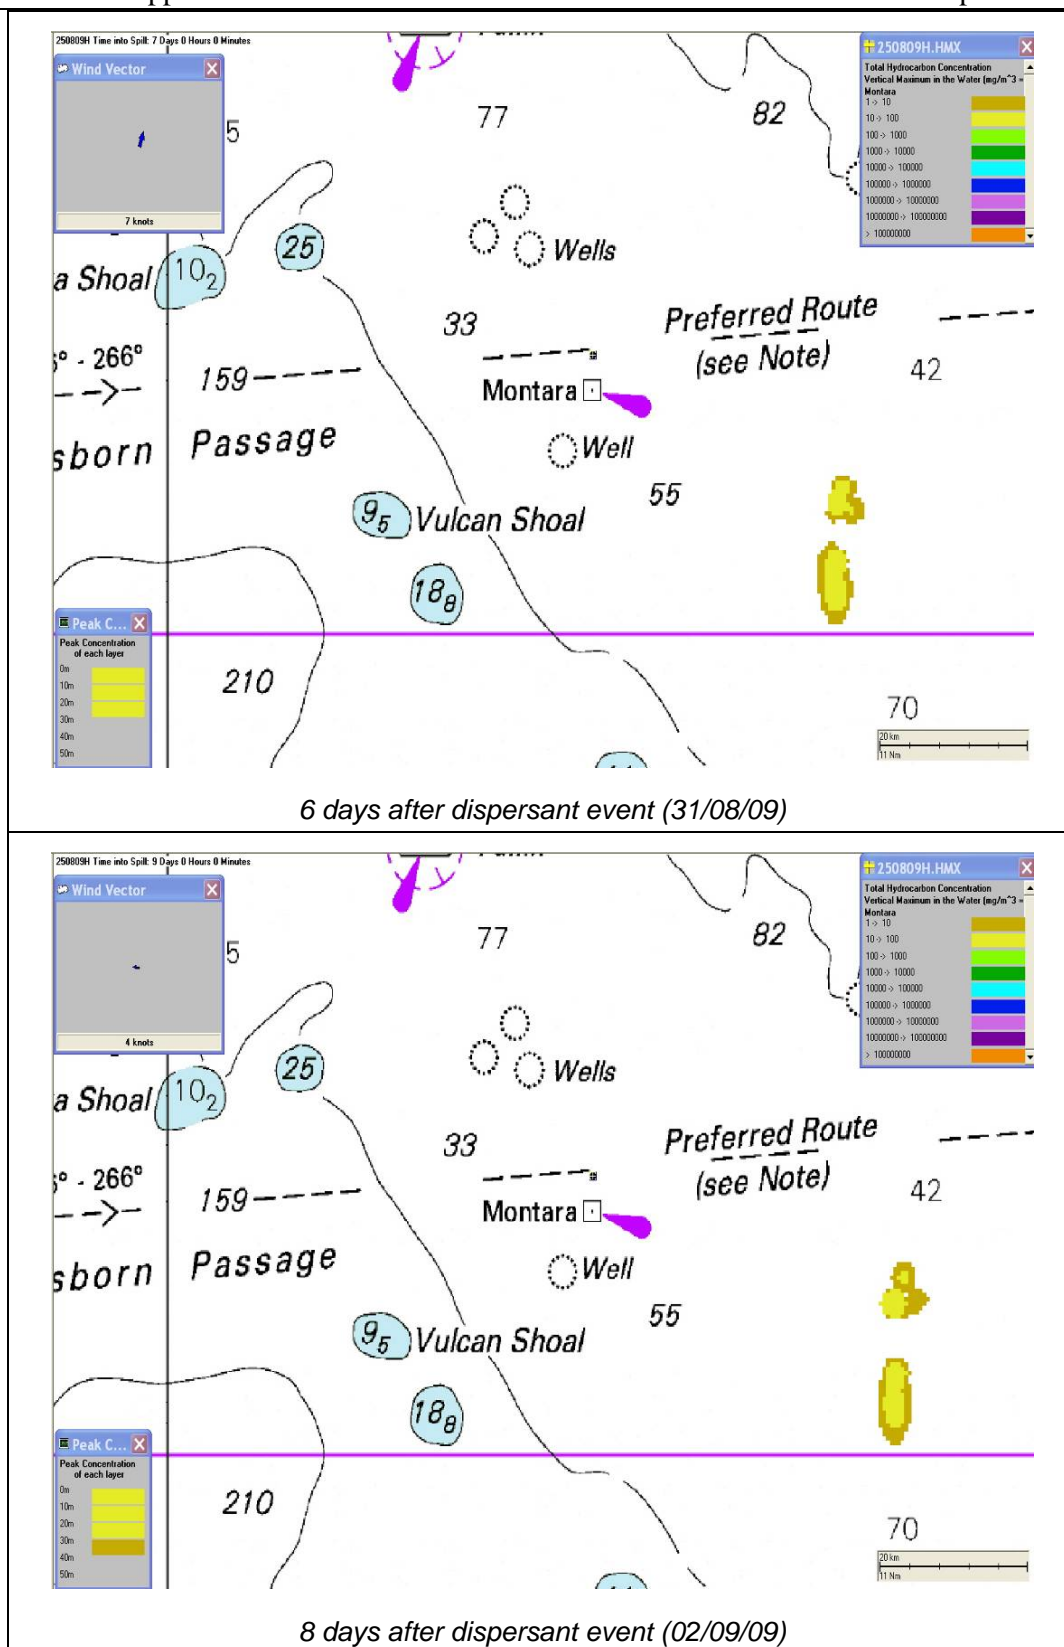 250809H Time into Spill: 7 Days 0 Hours 0 Minutes
Wind Vector
7 knots
250809H.HMX
Total Hydrocarbon Concentration
Vertical Maximum in the Water (mg/m^3 =
Montara
1 -> 10
10 -> 100
100 -> 1000
1000 -> 10000
10000 -> 100000
100000 -> 1000000
1000000 -> 10000000
10000000 -> 100000000
> 100000000
77
82
5
25
Wells
a Shoal
10₂
33
Preferred Route
(see Note)
- 266°
159
42
Montara
sborn Passage
Well
55
9₅
Vulcan Shoal
18₈
Peak C...
Peak Concentration
of each layer
0m
10m
20m
30m
40m
50m
210
70
20 km
11 Nm
6 days after dispersant event (31/08/09)
250809H Time into Spill: 9 Days 0 Hours 0 Minutes
Wind Vector
4 knots
250809H.HMX
Total Hydrocarbon Concentration
Vertical Maximum in the Water (mg/m^3 =
Montara
1 -> 10
10 -> 100
100 -> 1000
1000 -> 10000
10000 -> 100000
100000 -> 1000000
1000000 -> 10000000
10000000 -> 100000000
> 100000000
77
82
5
25
Wells
a Shoal
10₂
33
Preferred Route
(see Note)
- 266°
159
42
Montara
sborn Passage
Well
55
9₅
Vulcan Shoal
18₈
Peak C...
Peak Concentration
of each layer
0m
10m
20m
30m
40m
50m
210
70
20 km
11 Nm
8 days after dispersant event (02/09/09)